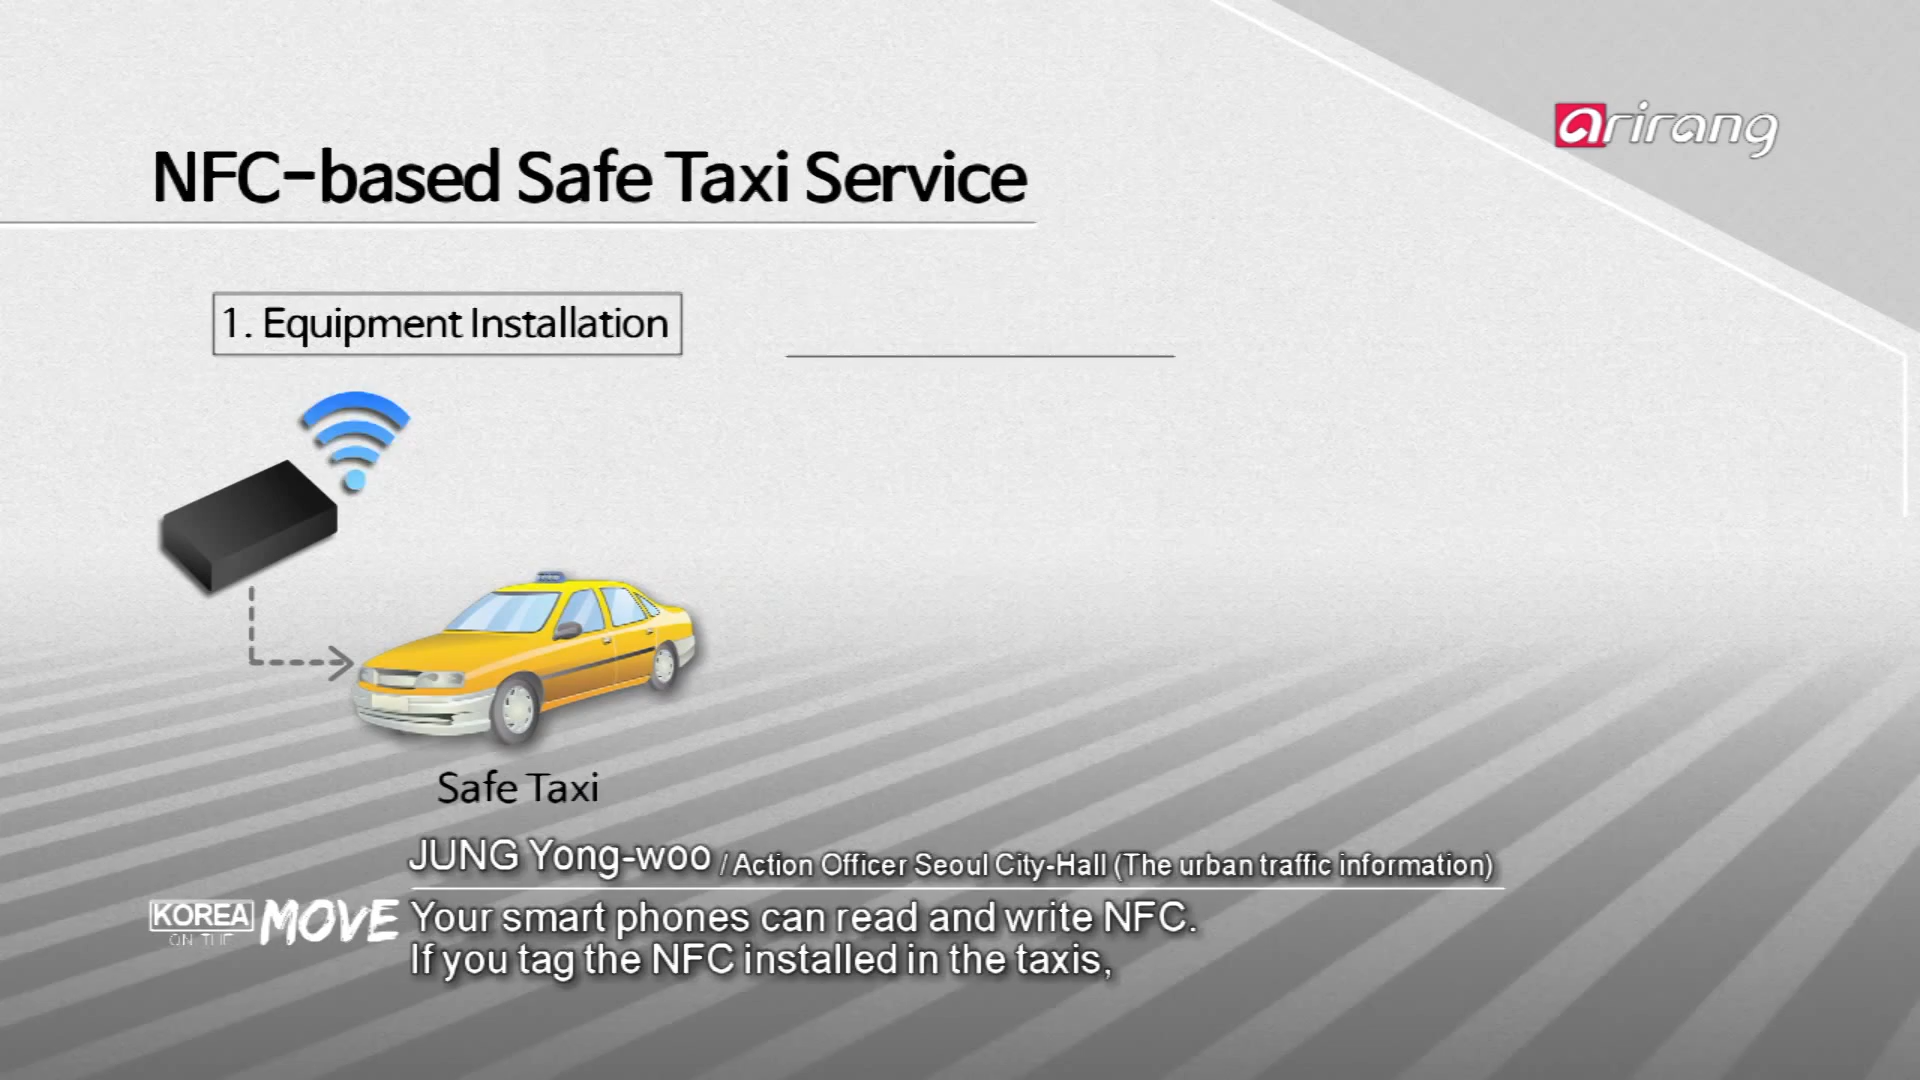 arirang
NFC-based Safe Taxi Service
1. Equipment Installation
Safe Taxi
JUNG Yong-woo / Action Officer Seoul City-Hall (The urban traffic information)
KOREA
ON THE
MOVE
Your smart phones can read and write NFC.
If you tag the NFC installed in the taxis,